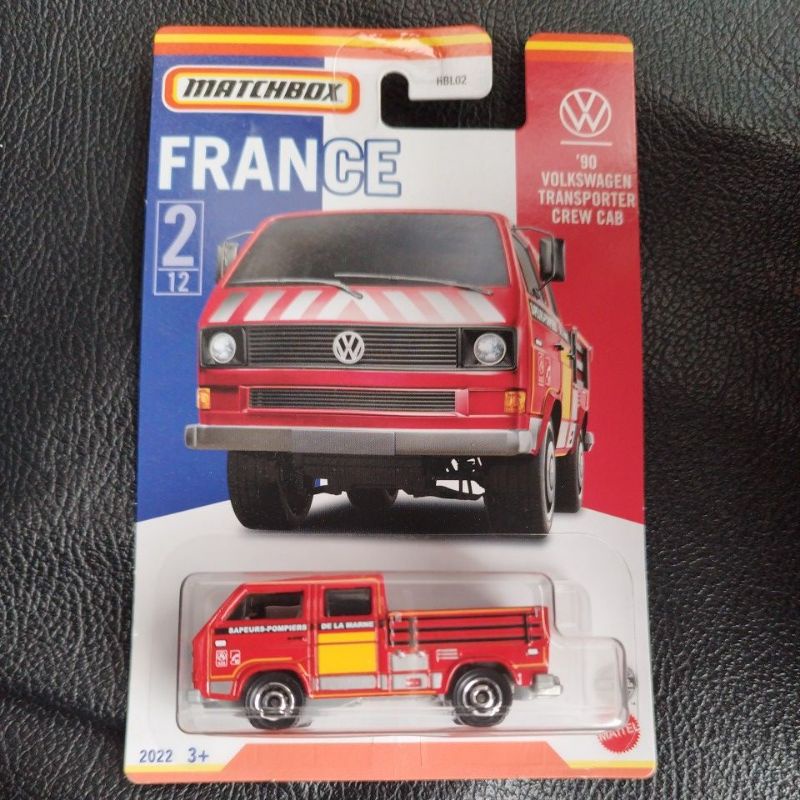 MATCHBOX
HBL02
FRANCE
2
12
'90
VOLKSWAGEN
TRANSPORTER
CREW CAB
SAPEURS-POMPIERS DE LA MARNE
MATTEL
2022 3+